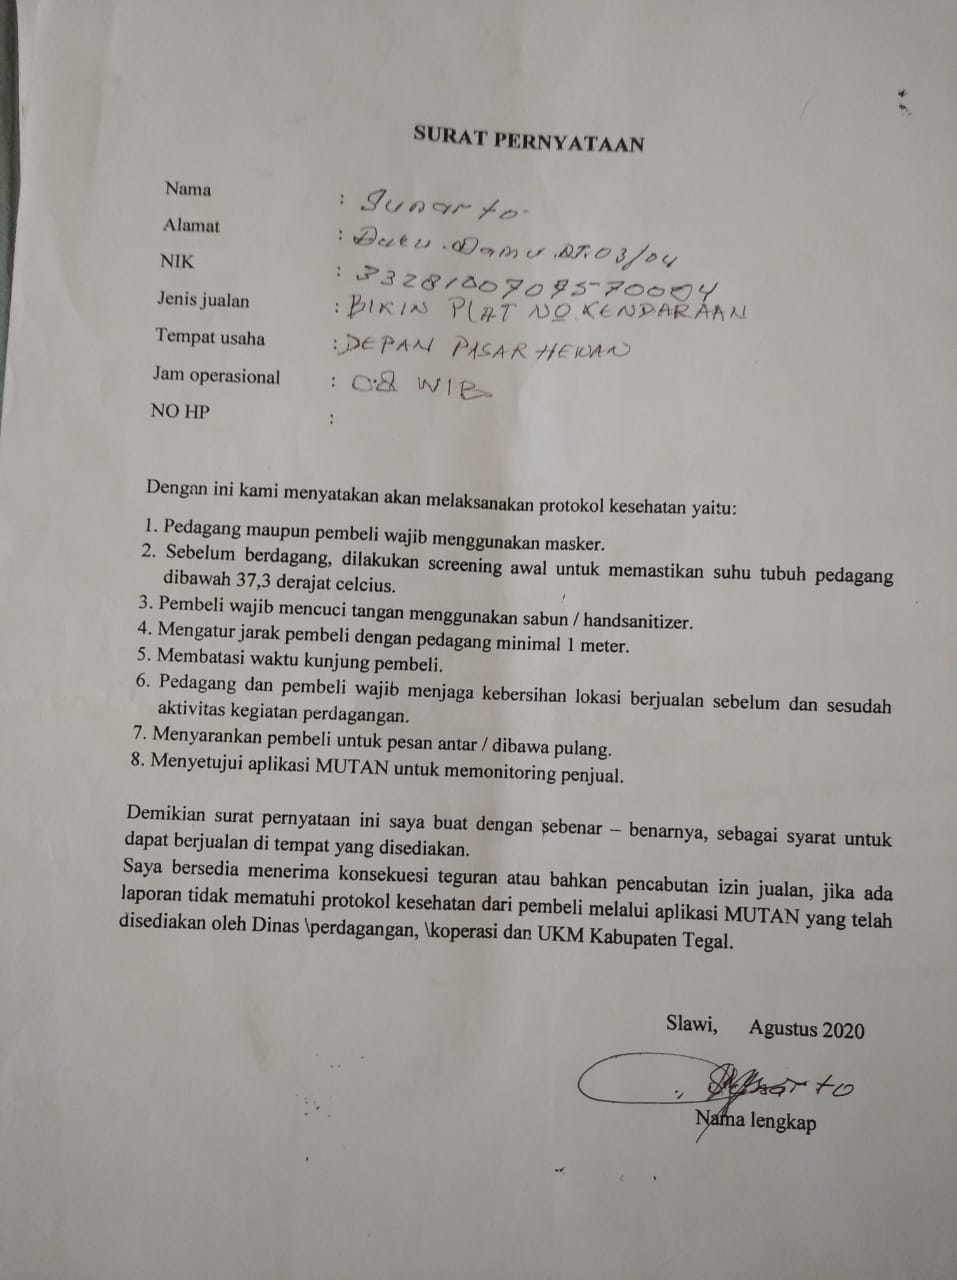 SURAT PERNYATAAN
Nama : Sunarto
Alamat : Duku Damu RT.03/04
NIK :
Jenis jualan : BIKIN PLAT NO.KENDARAAN
Tempat usaha : DEPAN PASAR HEWAN
Jam operasional : 08 WIB
NO HP :
Dengan ini kami menyatakan akan melaksanakan protokol kesehatan yaitu:
1. Pedagang maupun pembeli wajib menggunakan masker.
2. Sebelum berdagang, dilakukan screening awal untuk memastikan suhu tubuh pedagang
dibawah 37,3 derajat celcius.
3. Pembeli wajib mencuci tangan menggunakan sabun / handsanitizer.
4. Mengatur jarak pembeli dengan pedagang minimal 1 meter.
5. Membatasi waktu kunjung pembeli.
6. Pedagang dan pembeli wajib menjaga kebersihan lokasi berjualan sebelum dan sesudah
aktivitas kegiatan perdagangan.
7. Menyarankan pembeli untuk pesan antar / dibawa pulang.
8. Menyetujui aplikasi MUTAN untuk memonitoring penjual.
Demikian surat pernyataan ini saya buat dengan sebenar – benarnya, sebagai syarat untuk
dapat berjualan di tempat yang disediakan.
Saya bersedia menerima konsekuesi teguran atau bahkan pencabutan izin jualan, jika ada
laporan tidak mematuhi protokol kesehatan dari pembeli melalui aplikasi MUTAN yang telah
disediakan oleh Dinas \perdagangan, \koperasi dan UKM Kabupaten Tegal.
Slawi, Agustus 2020
Nama lengkap